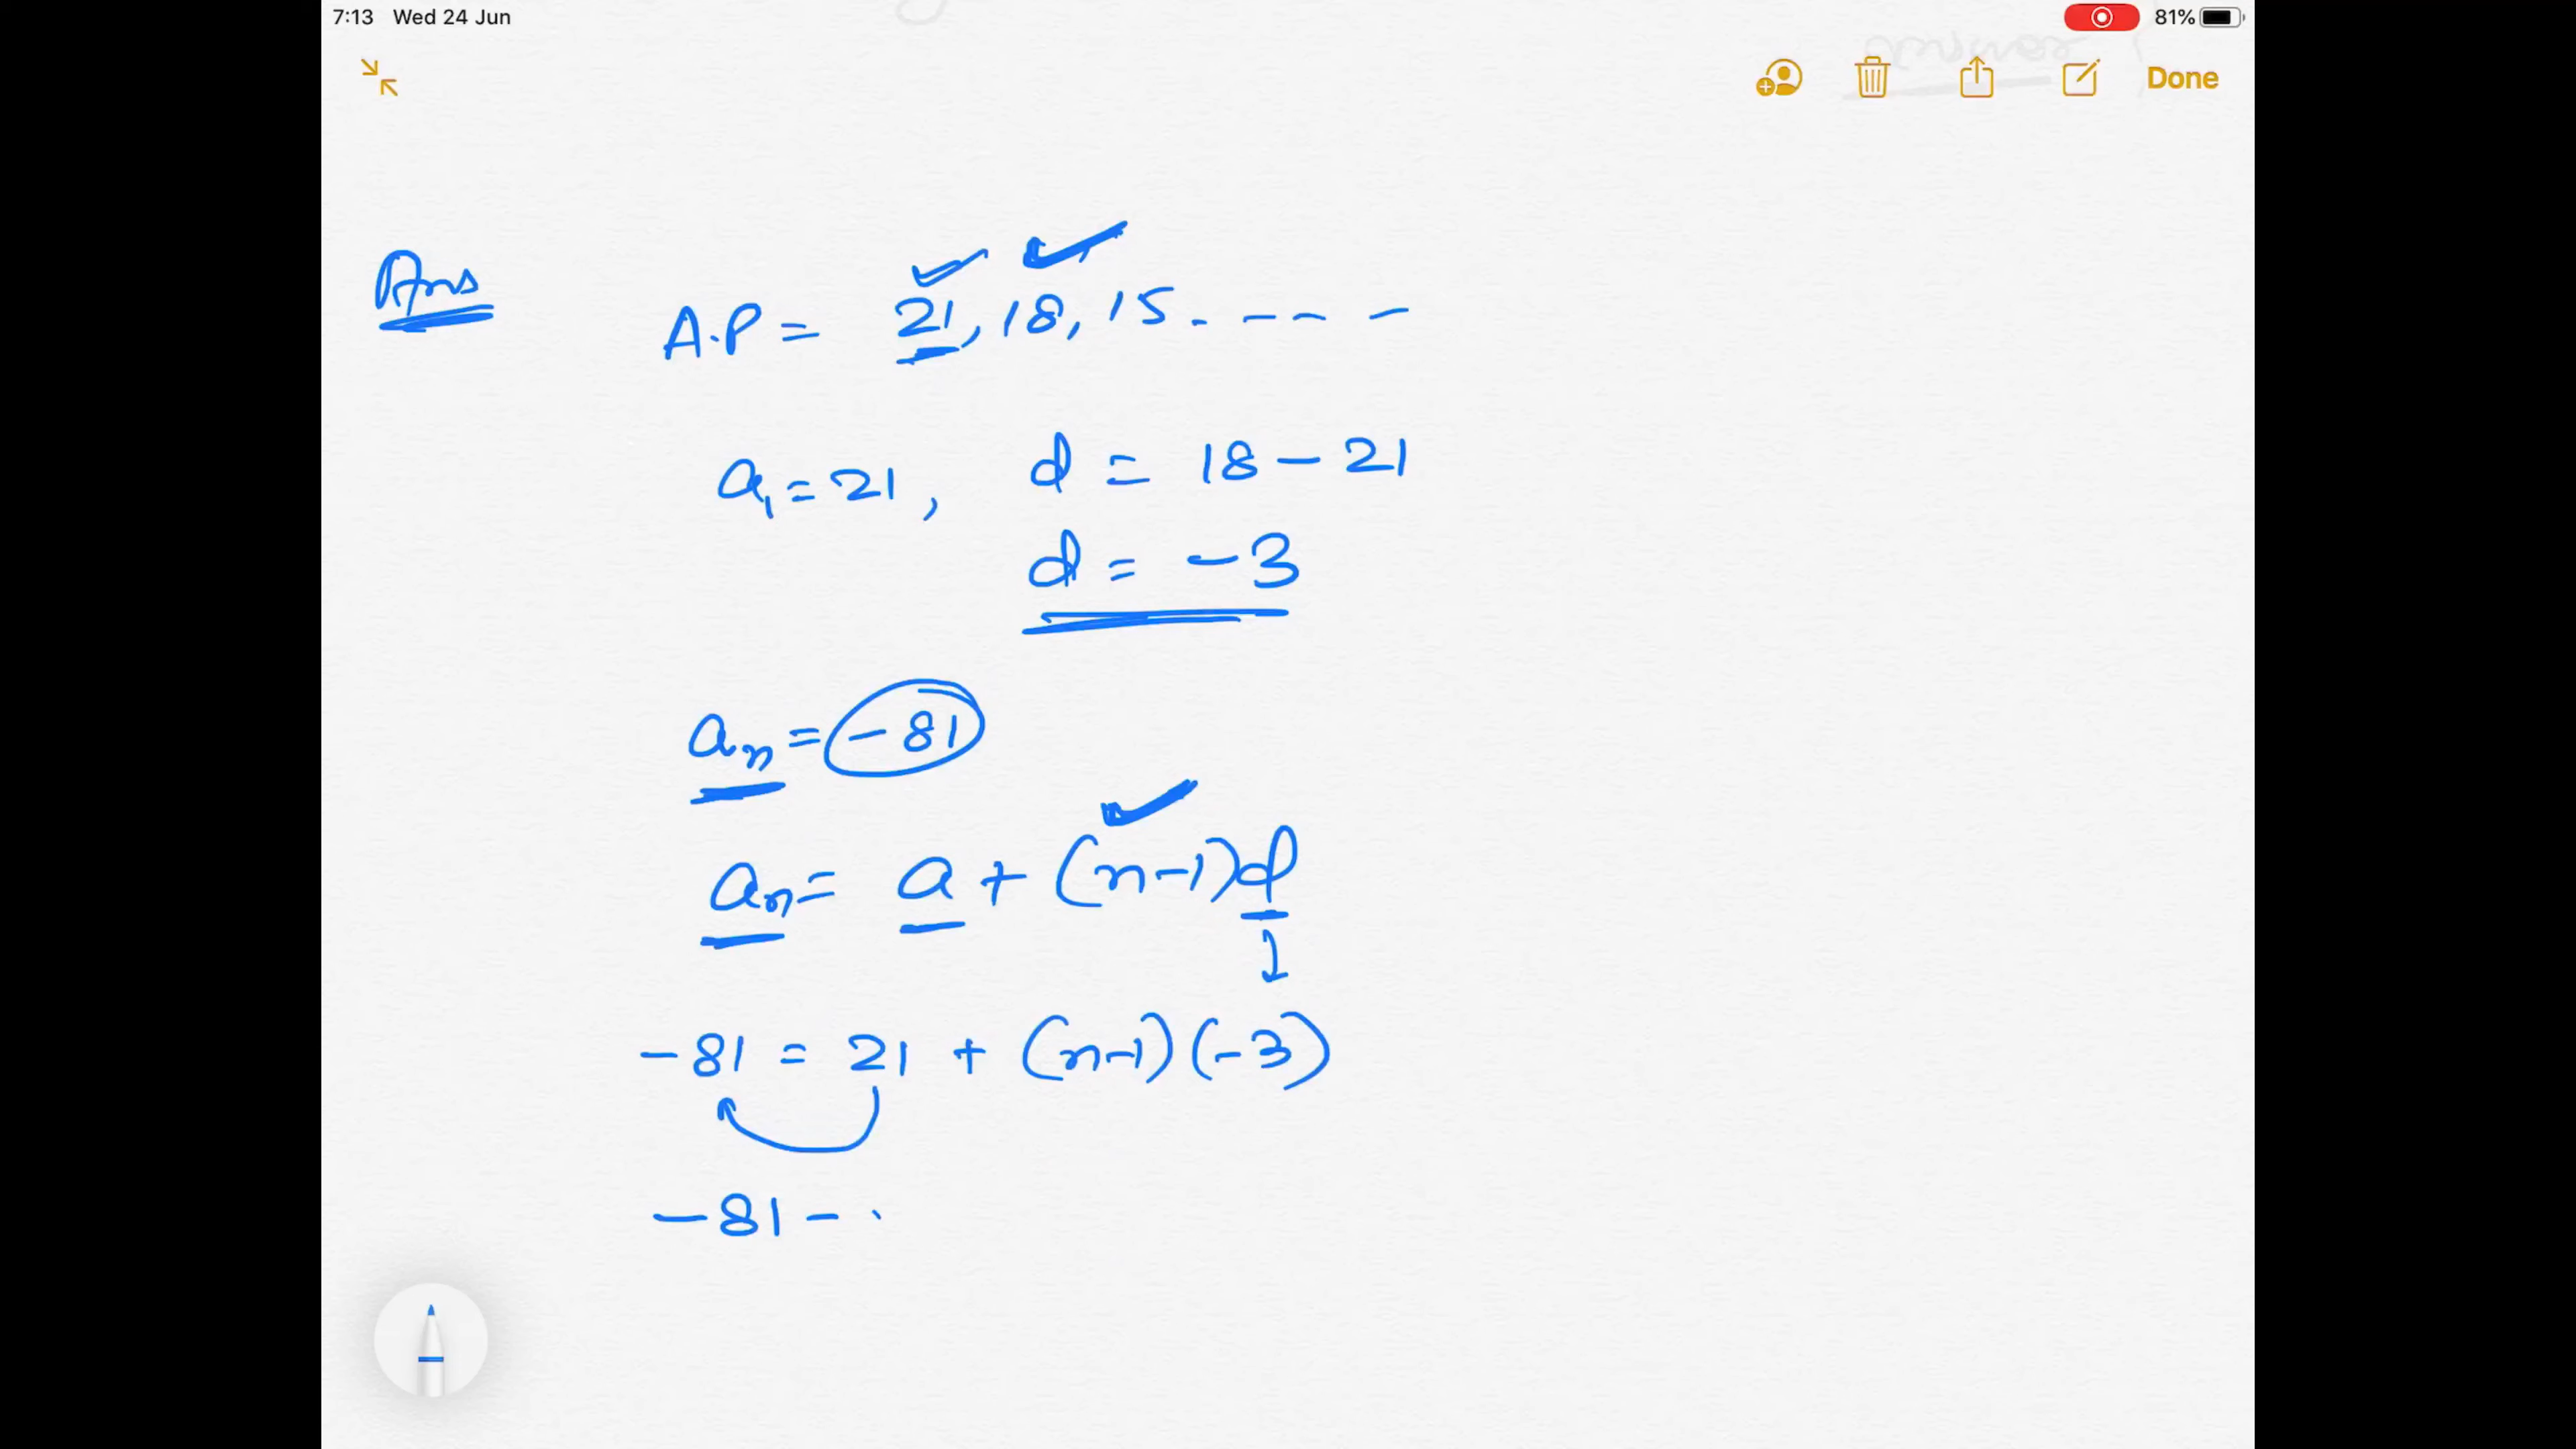 7:13 Wed 24 Jun 81%
Done
Ans
A.P = 21, 18, 15. - - - -
a₁ = 21, d = 18 - 21
d = -3
aₙ = -81
aₙ = a + (n-1)d
-81 = 21 + (n-1)(-3)
-81 -